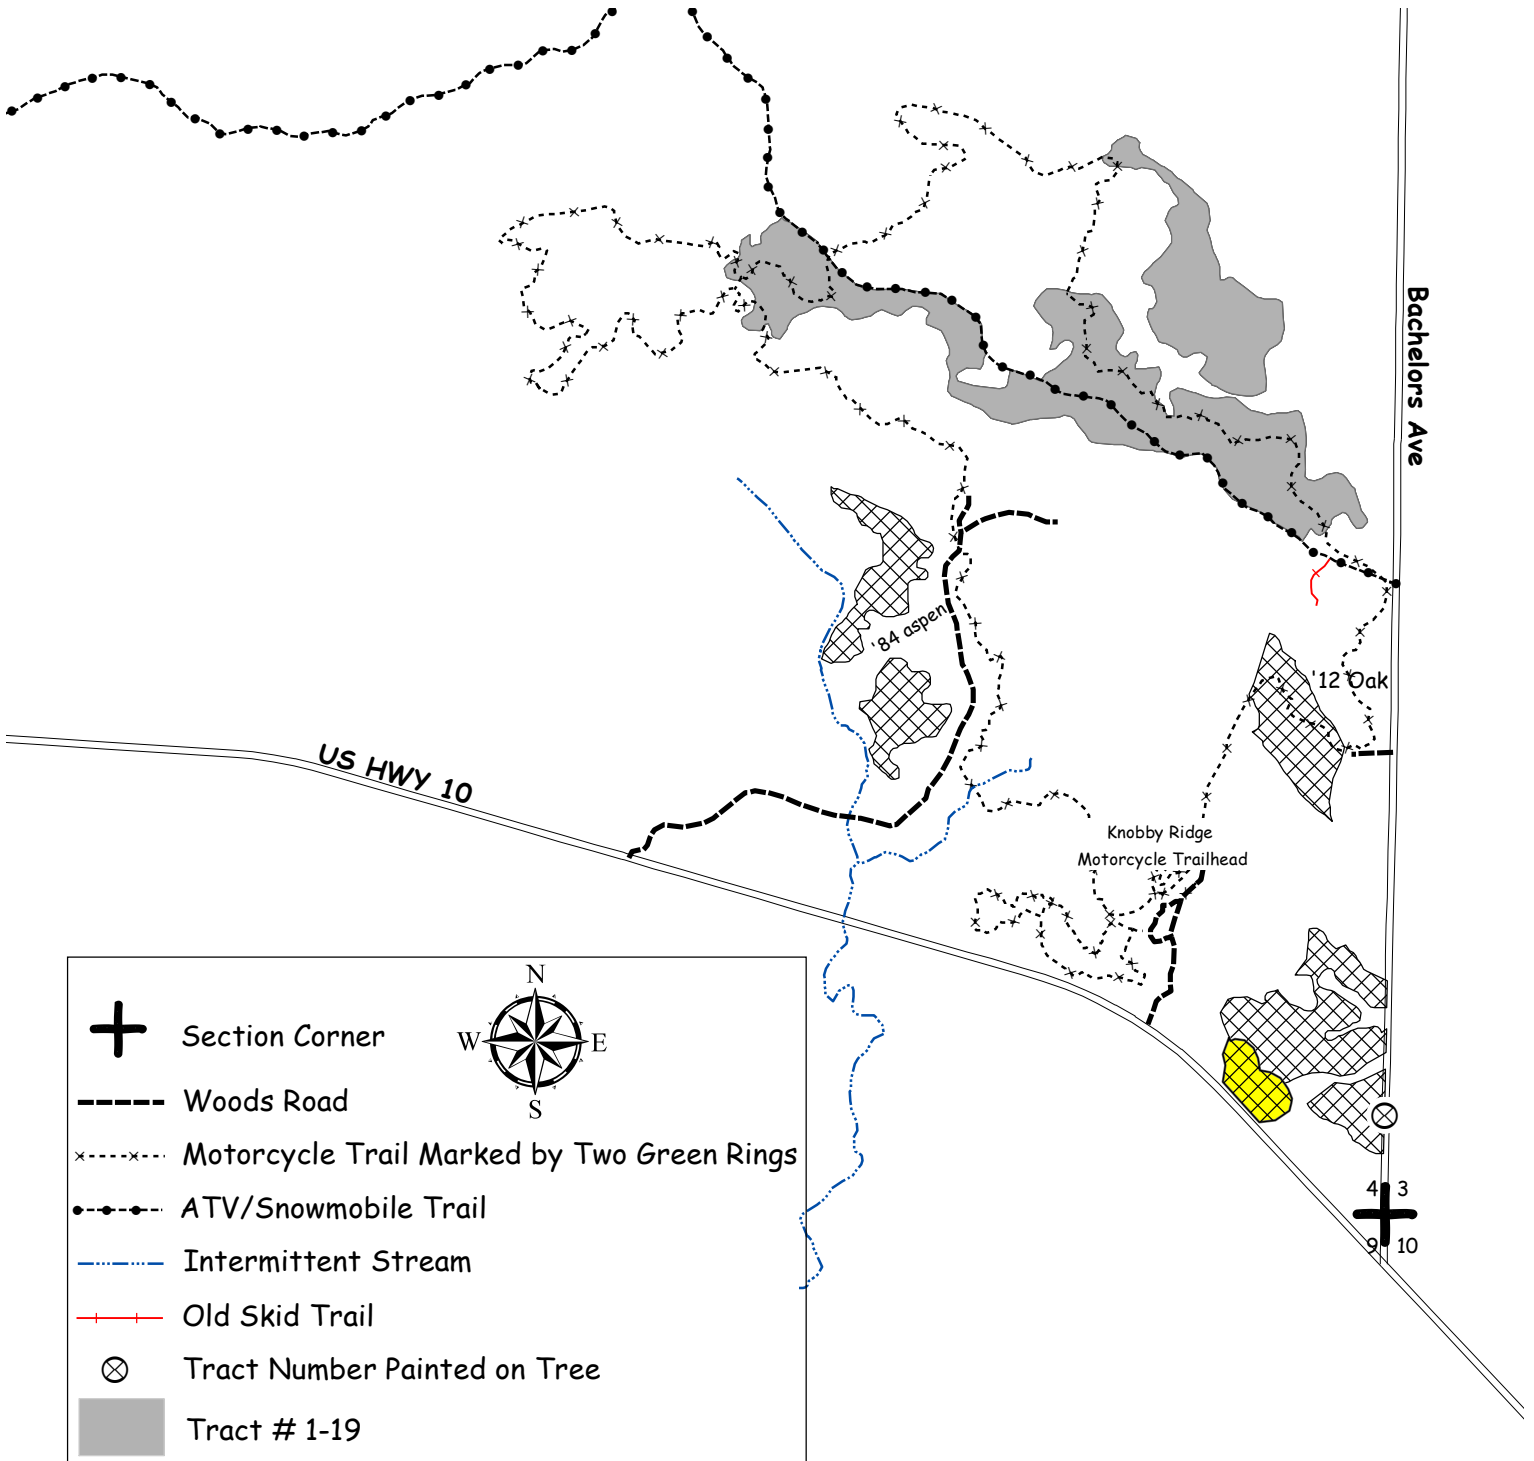 Bachelors Ave
'84 aspen
'12 Oak
US HWY 10
Knobby Ridge
Motorcycle Trailhead
N
W E
S
Section Corner
Woods Road
Motorcycle Trail Marked by Two Green Rings
ATV/Snowmobile Trail
Intermittent Stream
Old Skid Trail
Tract Number Painted on Tree
Tract # 1-19
4 3
9 10